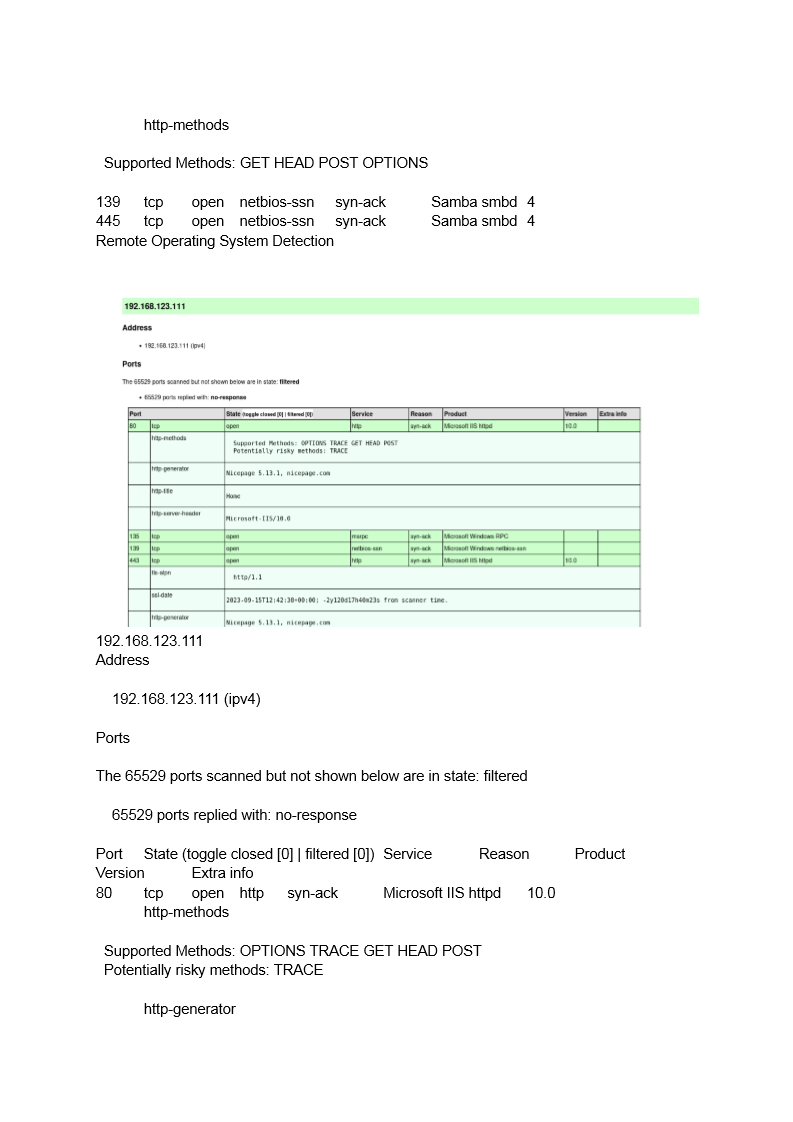 http-methods
Supported Methods: GET HEAD POST OPTIONS
139 tcp open netbios-ssn syn-ack Samba smbd 4
445 tcp open netbios-ssn syn-ack Samba smbd 4
Remote Operating System Detection
192.168.123.111
Address
• 192.168.123.111 (ipv4)
Ports
The 65529 ports scanned but not shown below are in state: filtered
• 65529 ports replied with: no-response
Port State (toggle closed [0] | filtered [0]) Service Reason Product Version Extra info
80 tcp open http syn-ack Microsoft IIS httpd 10.0
http-methods
Supported Methods: OPTIONS TRACE GET HEAD POST
Potentially risky methods: TRACE
http-generator Nicepage 5.13.1, nicepage.com
http-title Home
http-server-header Microsoft-IIS/10.0
135 tcp open msrpc syn-ack Microsoft Windows RPC
139 tcp open netbios-ssn syn-ack Microsoft Windows netbios-ssn
443 tcp open http syn-ack Microsoft IIS httpd 10.0
tls-alpn http/1.1
ssl-date 2023-09-15T12:42:30+00:00; -2y120d17h40m23s from scanner time.
http-generator Nicepage 5.13.1, nicepage.com
192.168.123.111
Address
192.168.123.111 (ipv4)
Ports
The 65529 ports scanned but not shown below are in state: filtered
65529 ports replied with: no-response
Port State (toggle closed [0] | filtered [0]) Service Reason Product
Version Extra info
80 tcp open http syn-ack Microsoft IIS httpd 10.0
http-methods
Supported Methods: OPTIONS TRACE GET HEAD POST
Potentially risky methods: TRACE
http-generator